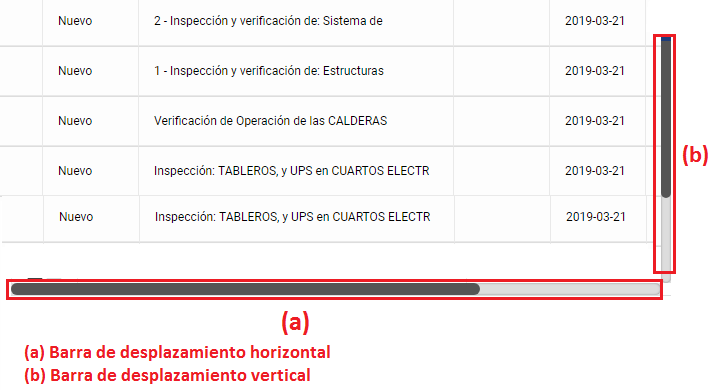 Nuevo 2 - Inspección y verificación de: Sistema de 2019-03-21
Nuevo 1 - Inspección y verificación de: Estructuras 2019-03-21
Nuevo Verificación de Operación de las CALDERAS 2019-03-21
Nuevo Inspección: TABLEROS, y UPS en CUARTOS ELECTR 2019-03-21
Nuevo Inspección: TABLEROS, y UPS en CUARTOS ELECTR 2019-03-21
(b)
(a)
(a) Barra de desplazamiento horizontal
(b) Barra de desplazamiento vertical